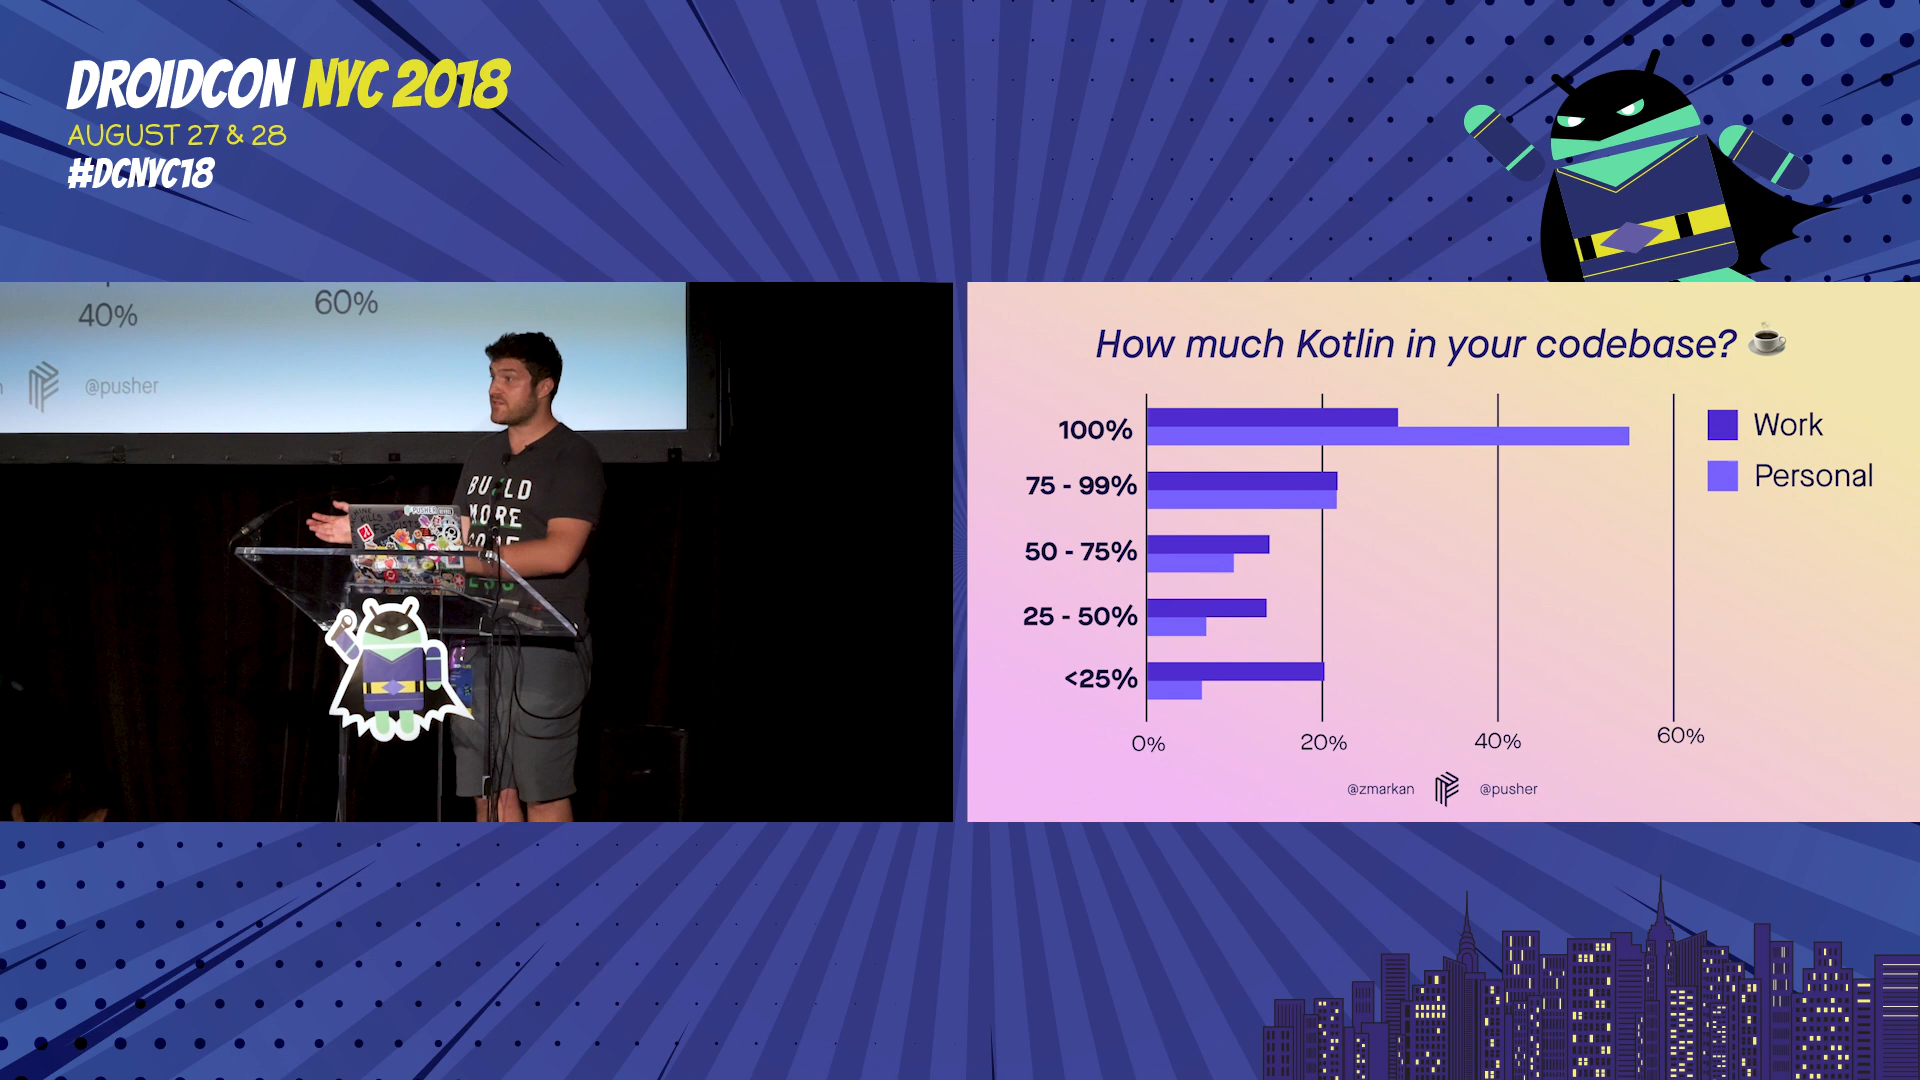 DROIDCON NYC 2018
AUGUST 27 & 28
#DCNYC18
40%
60%
@pusher
BUILD
MORE
PUSHER
How much Kotlin in your codebase?
Work
Personal
100%
75 - 99%
50 - 75%
25 - 50%
<25%
0%
20%
40%
60%
@zmarkan
@pusher